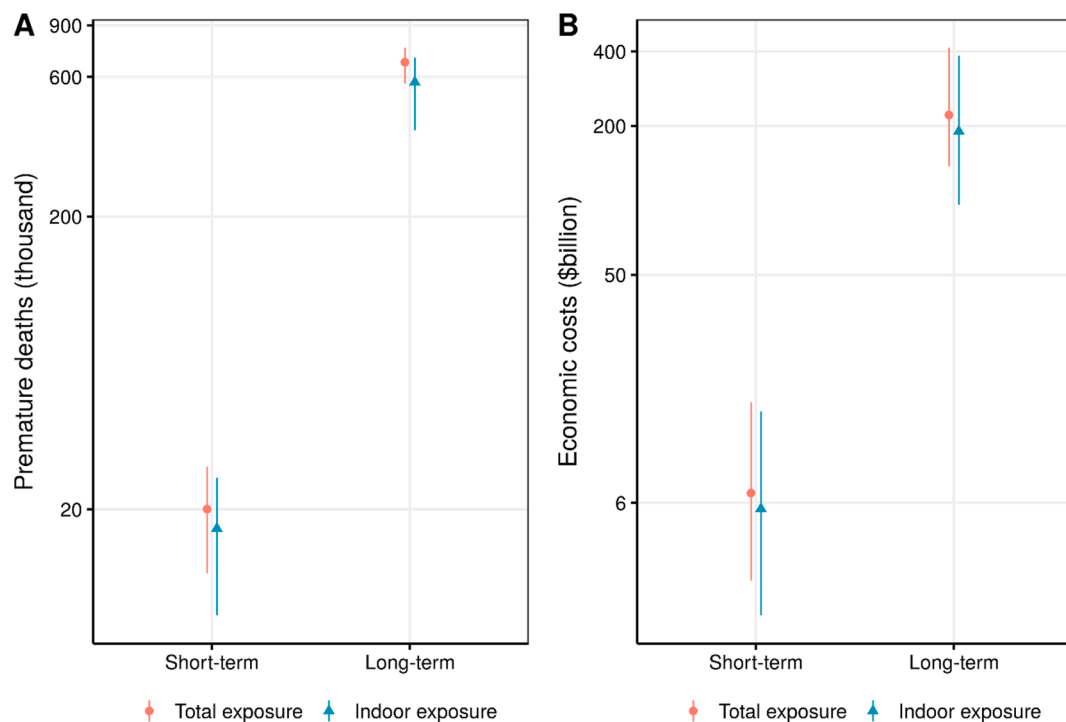 A
Premature deaths (thousand)
900
600
200
20
Short-term
Long-term
Total exposure
Indoor exposure
B
Economic costs ($billion)
400
200
50
6
Short-term
Long-term
Total exposure
Indoor exposure